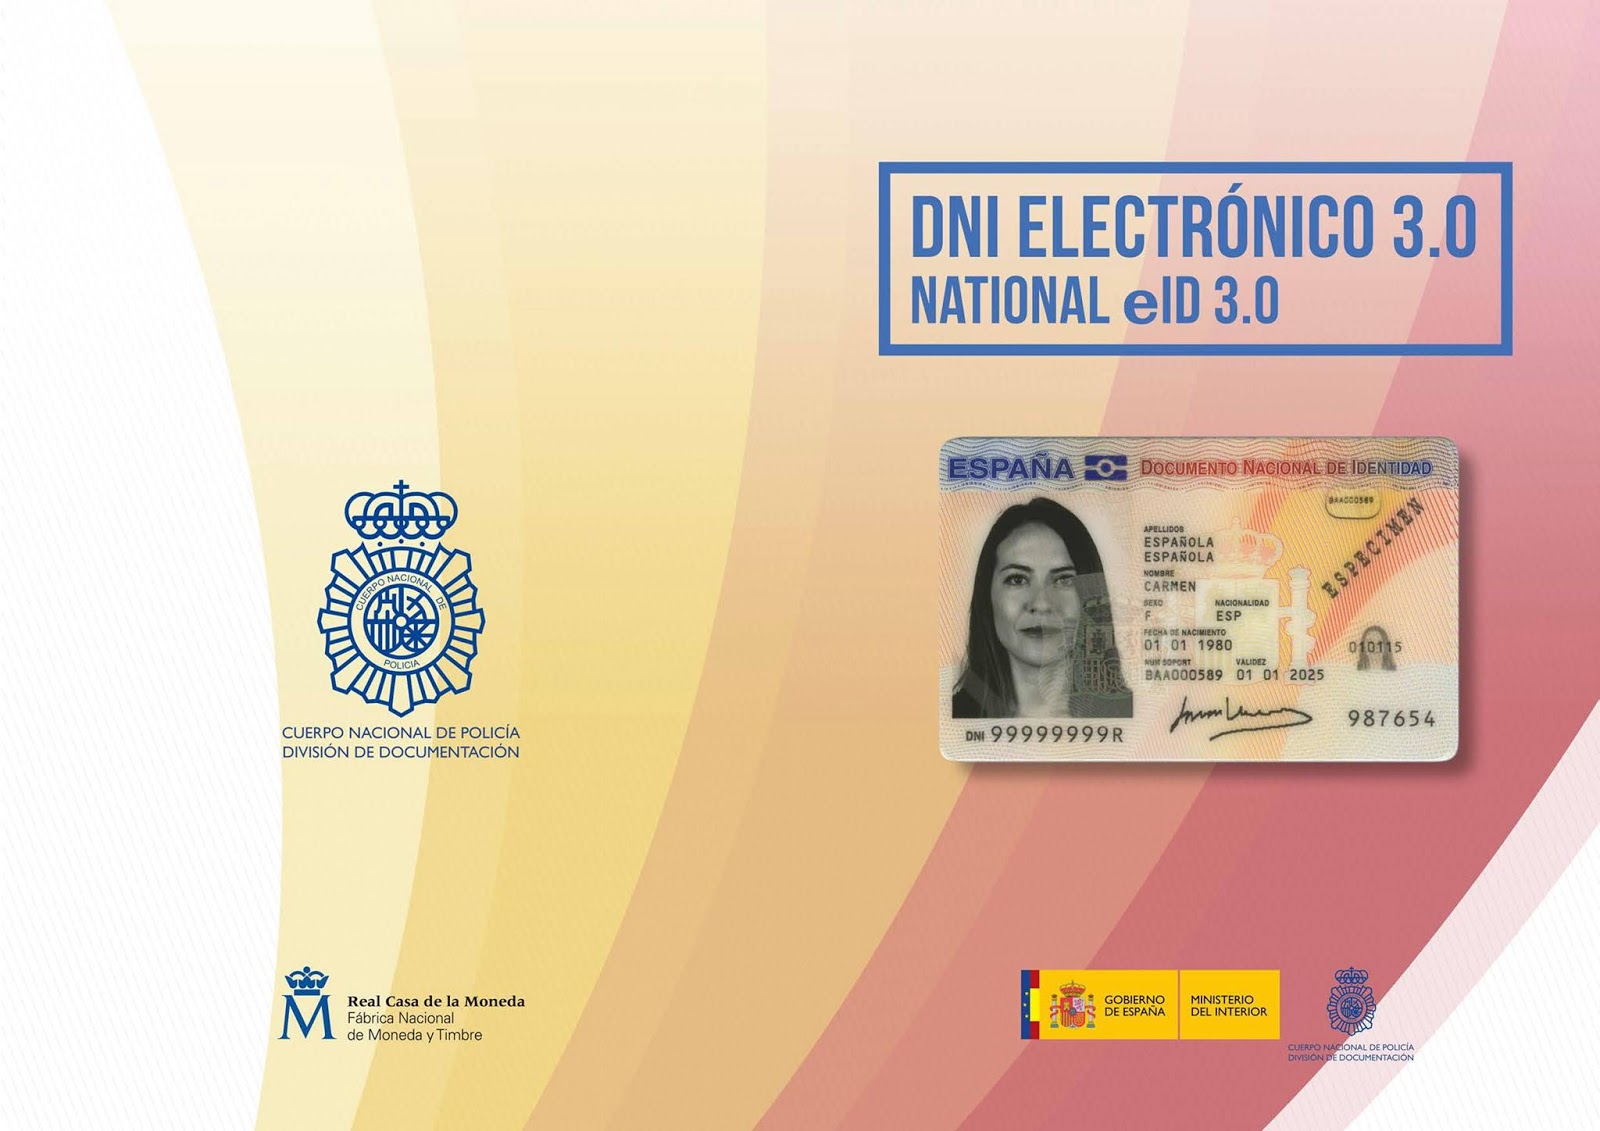 DNI ELECTRÓNICO 3.0
NATIONAL eID 3.0
ESPAÑA DOCUMENTO NACIONAL DE IDENTIDAD
BAA000589
ESPECIMEN
APELLIDOS
ESPAÑOLA
ESPAÑOLA
NOMBRE
CARMEN
SEXO NACIONALIDAD
F ESP
FECHA DE NACIMIENTO
01 01 1980
010115
NUM SOPORT VALIDEZ
BAA000589 01 01 2025
987654
DNI 99999999R
CUERPO NACIONAL DE
POLICIA
CUERPO NACIONAL DE POLICÍA
DIVISIÓN DE DOCUMENTACIÓN
M
Real Casa de la Moneda
Fábrica Nacional
de Moneda y Timbre
GOBIERNO
DE ESPAÑA
MINISTERIO
DEL INTERIOR
CUERPO NACIONAL DE POLICÍA
DIVISIÓN DE DOCUMENTACIÓN